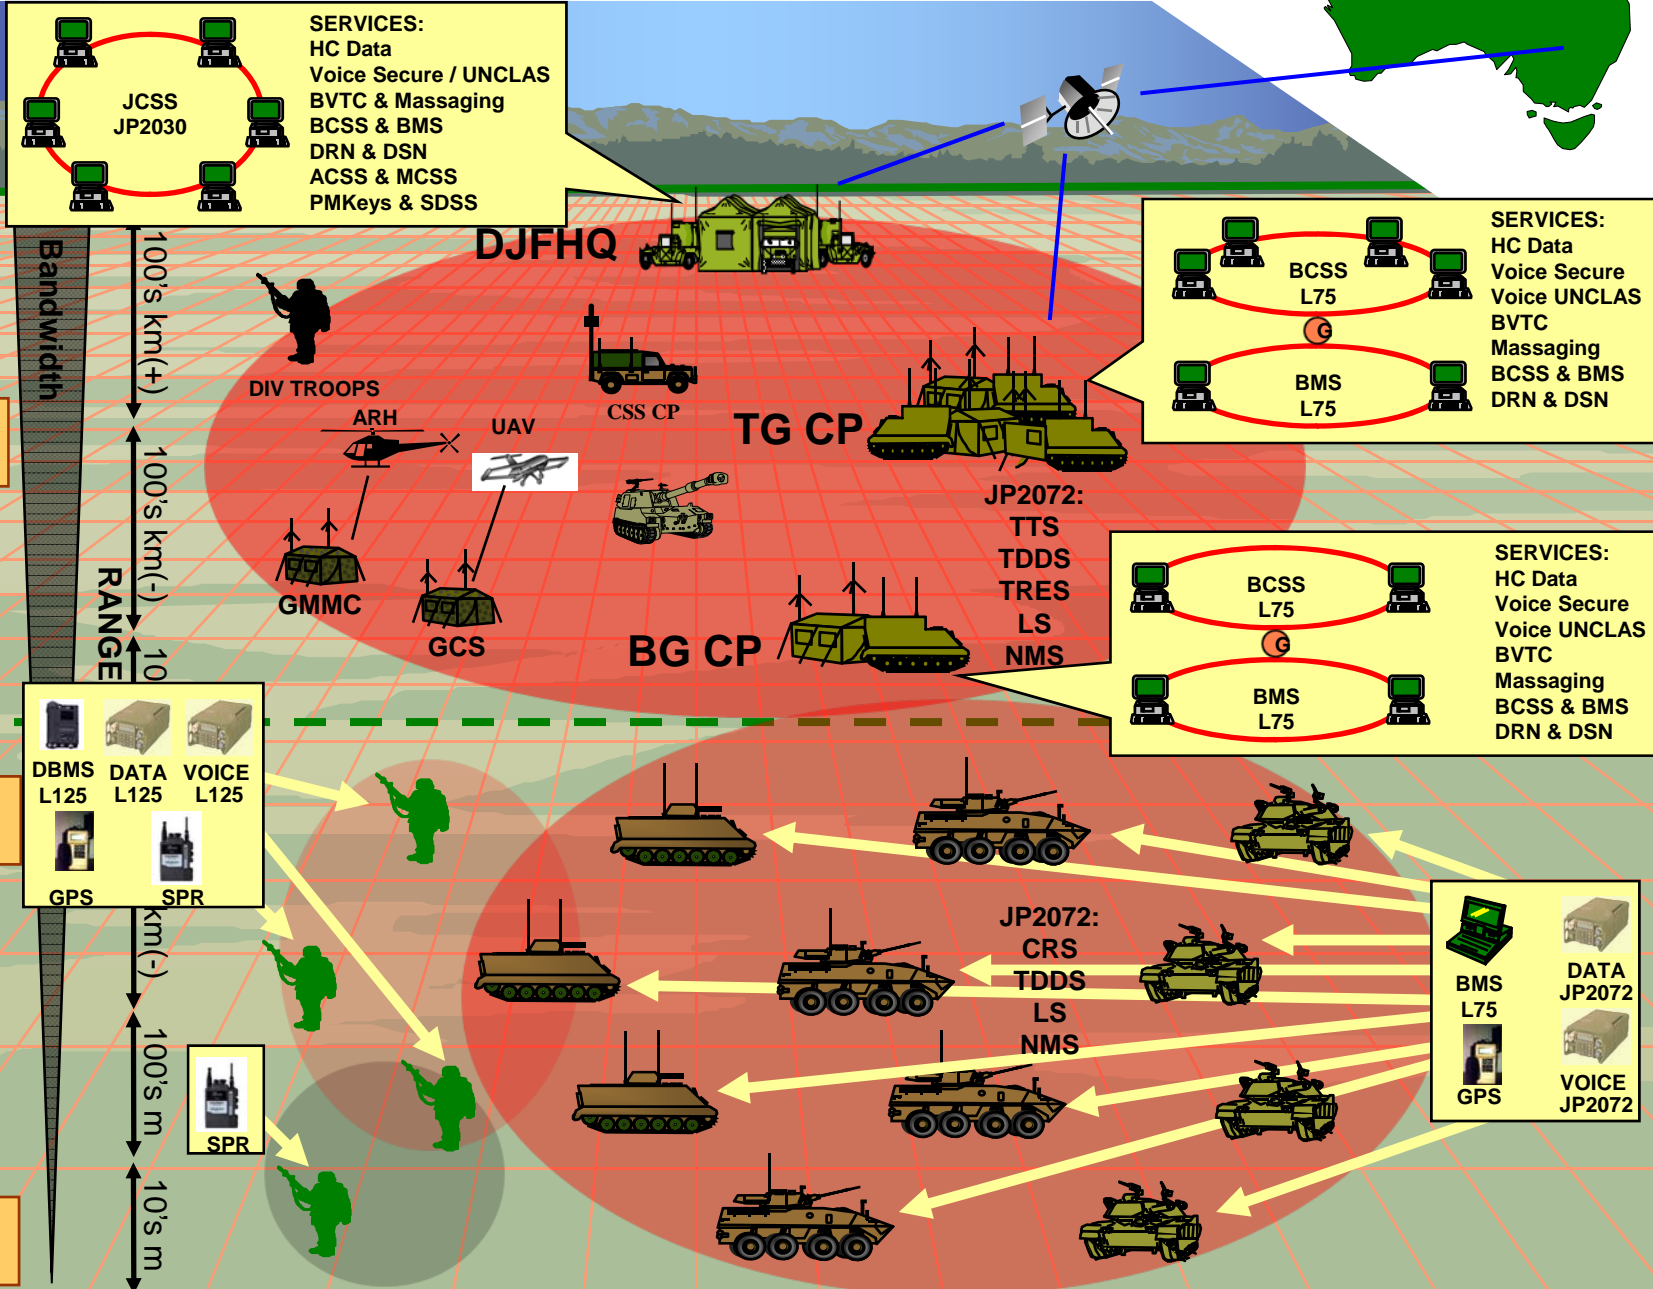 JCSS
JP2030
SERVICES:
HC Data
Voice Secure / UNCLAS
BVTC & Massaging
BCSS & BMS
DRN & DSN
ACSS & MCSS
PMKeys & SDSS
Bandwidth
RANGE
100's km(+)
100's km(-)
10
km(-)
100's m
10's m
DJFHQ
DIV TROOPS
CSS CP
ARH
UAV
TG CP
GMMC
GCS
BG CP
JP2072:
TTS
TDDS
TRES
LS
NMS
BCSS
L75
G
BMS
L75
SERVICES:
HC Data
Voice Secure
Voice UNCLAS
BVTC
Massaging
BCSS & BMS
DRN & DSN
BCSS
L75
G
BMS
L75
SERVICES:
HC Data
Voice Secure
Voice UNCLAS
BVTC
Massaging
BCSS & BMS
DRN & DSN
DBMS
L125
DATA
L125
VOICE
L125
GPS
SPR
SPR
JP2072:
CRS
TDDS
LS
NMS
BMS
L75
DATA
JP2072
GPS
VOICE
JP2072